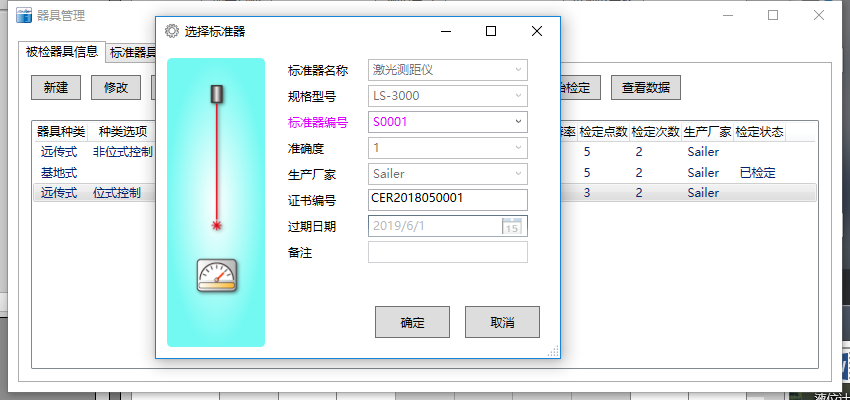 器具管理
被检器具信息 标准器具
新建 修改 检定 查看数据
器具种类 种类选项 率 检定点数 检定次数 生产厂家 检定状态
远传式 非位式控制 5 2 Sailer
基地式 5 2 Sailer 已检定
远传式 位式控制 3 2 Sailer
选择标准器
标准器名称 激光测距仪
规格型号 LS-3000
标准器编号 S0001
准确度 1
生产厂家 Sailer
证书编号 CER2018050001
过期日期 2019/6/1 15
备注
确定 取消
液位计